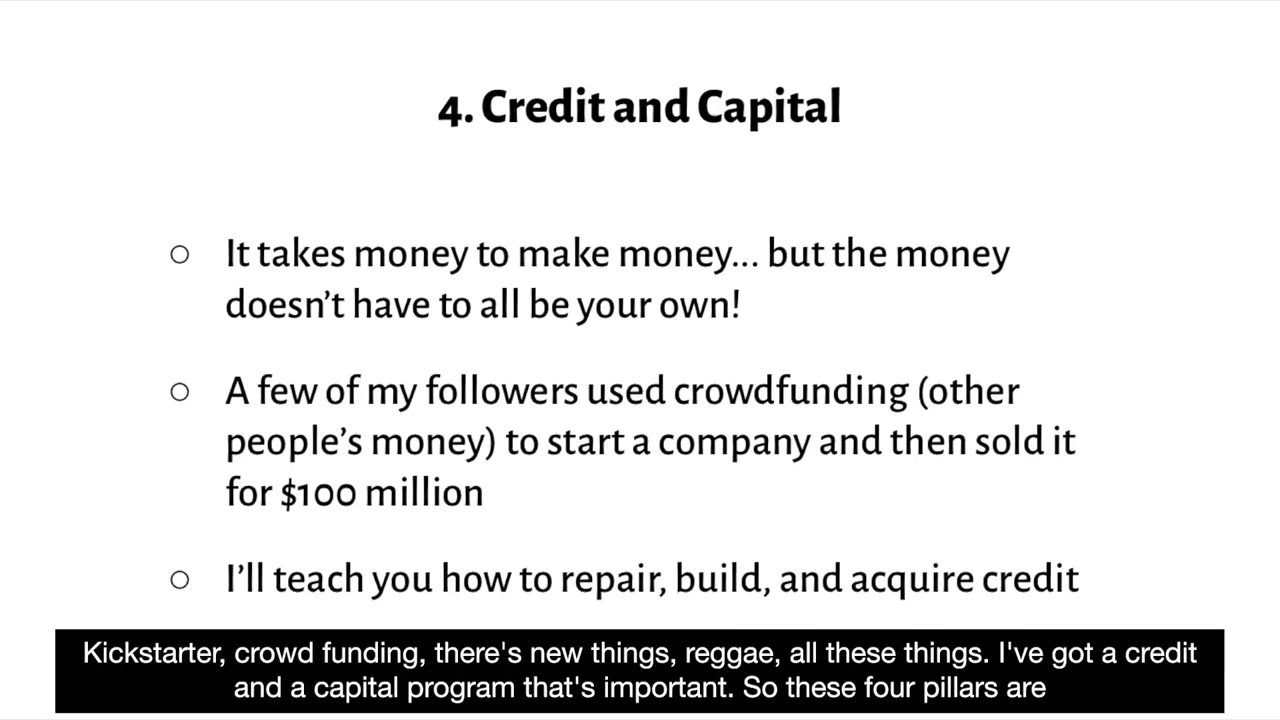 4. Credit and Capital
○ It takes money to make money... but the money
doesn’t have to all be your own!
○ A few of my followers used crowdfunding (other
people’s money) to start a company and then sold it
for $100 million
○ I’ll teach you how to repair, build, and acquire credit
Kickstarter, crowd funding, there's new things, reggae, all these things. I've got a credit
and a capital program that's important. So these four pillars are